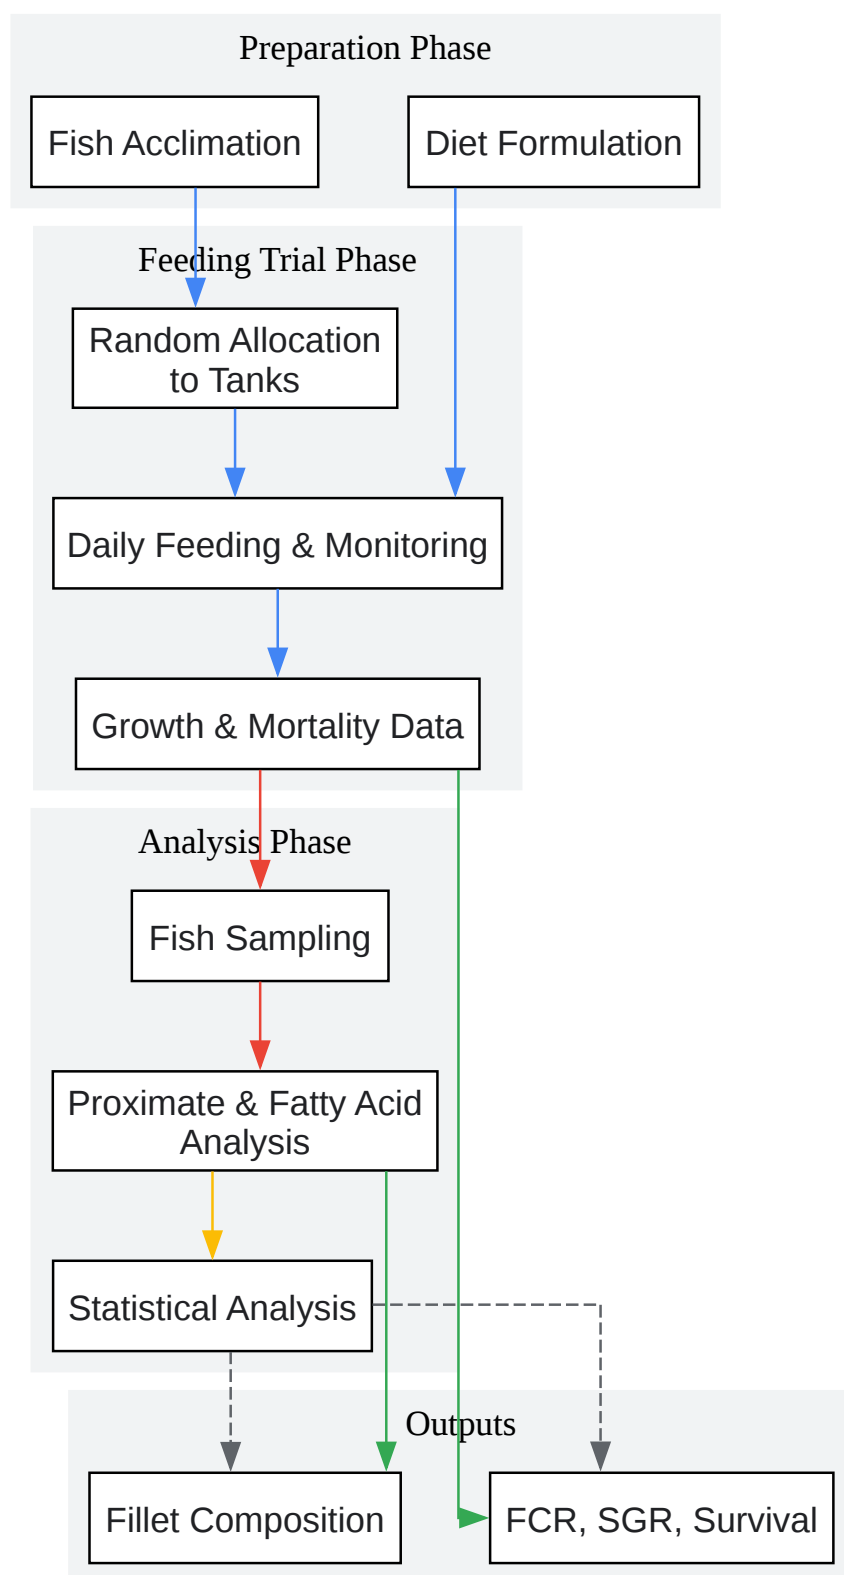 Preparation Phase
Fish Acclimation
Diet Formulation
Feeding Trial Phase
Random Allocation
to Tanks
Daily Feeding & Monitoring
Growth & Mortality Data
Analysis Phase
Fish Sampling
Proximate & Fatty Acid
Analysis
Statistical Analysis
Outputs
Fillet Composition
FCR, SGR, Survival